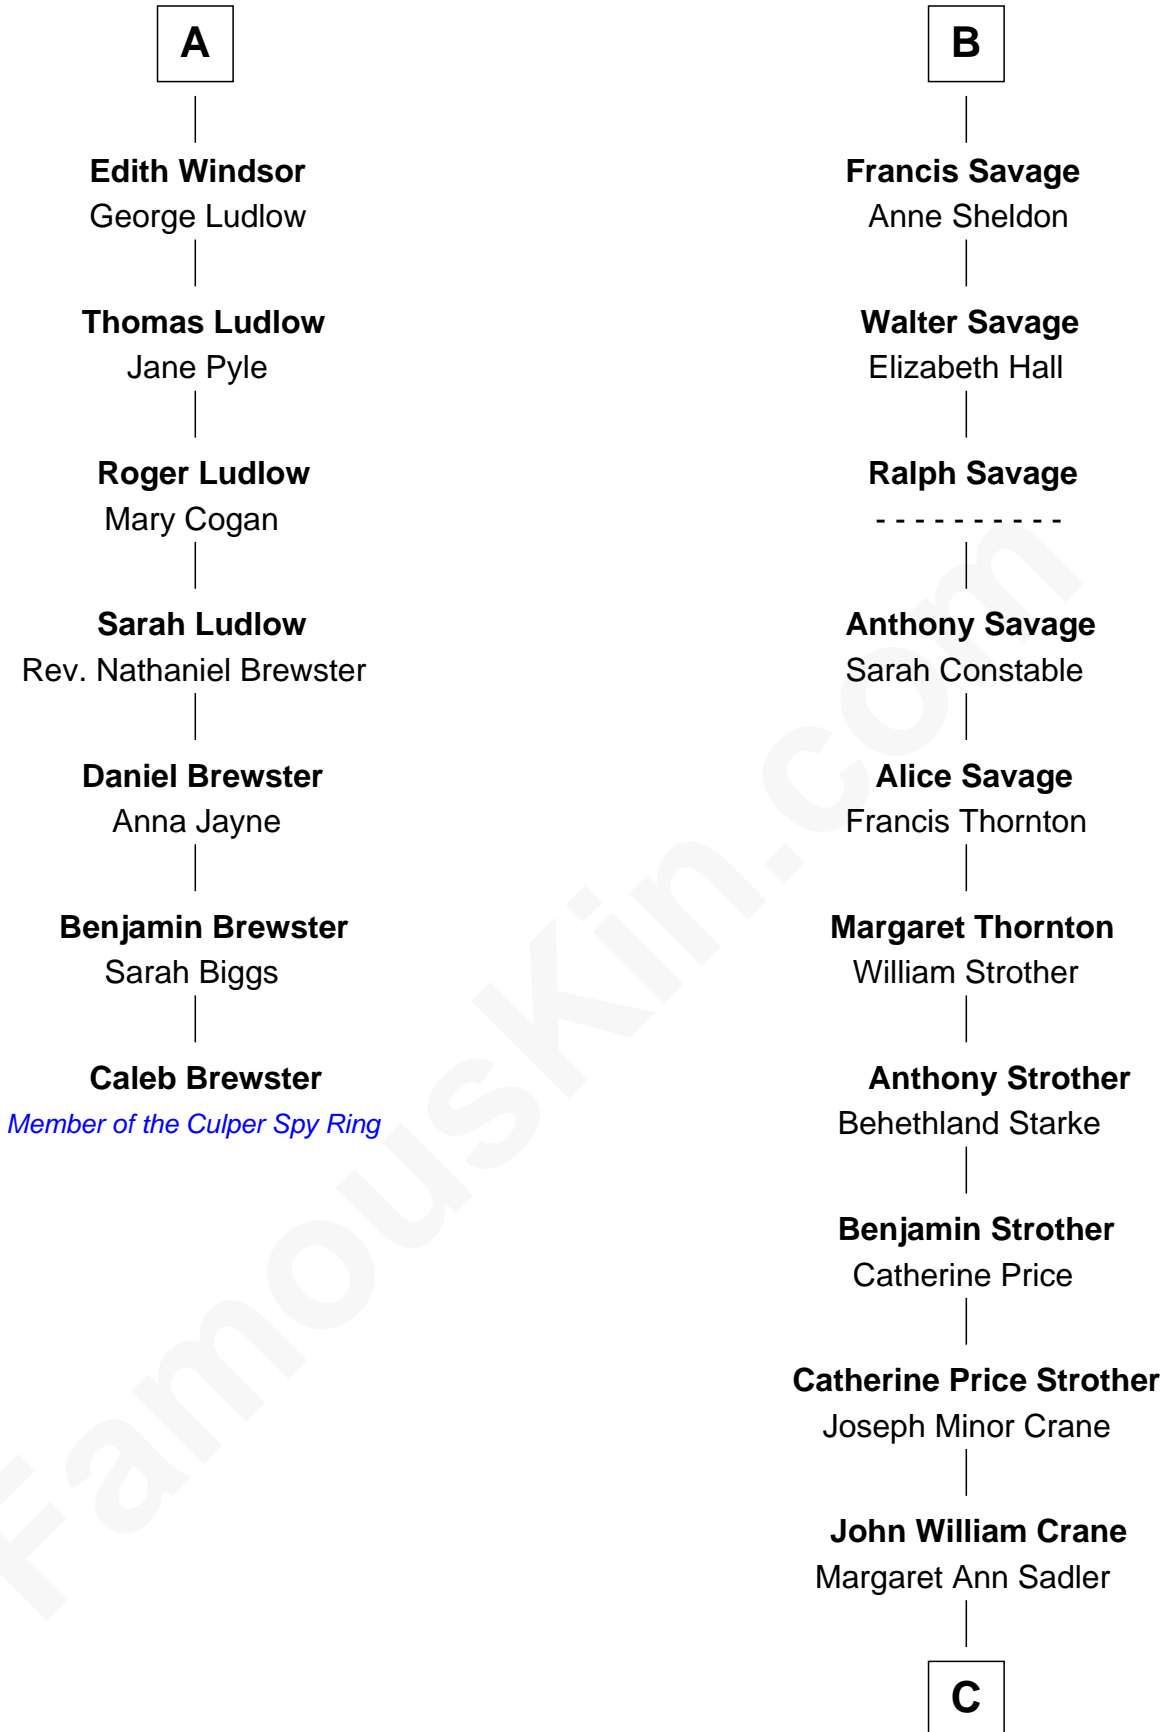 A
Edith Windsor
George Ludlow
Thomas Ludlow
Jane Pyle
Roger Ludlow
Mary Cogan
Sarah Ludlow
Rev. Nathaniel Brewster
Daniel Brewster
Anna Jayne
Benjamin Brewster
Sarah Biggs
Caleb Brewster
Member of the Culper Spy Ring
B
Francis Savage
Anne Sheldon
Walter Savage
Elizabeth Hall
Ralph Savage
- - - - - - - - - -
Anthony Savage
Sarah Constable
Alice Savage
Francis Thornton
Margaret Thornton
William Strother
Anthony Strother
Behethland Starke
Benjamin Strother
Catherine Price
Catherine Price Strother
Joseph Minor Crane
John William Crane
Margaret Ann Sadler
C
FamousKin.com